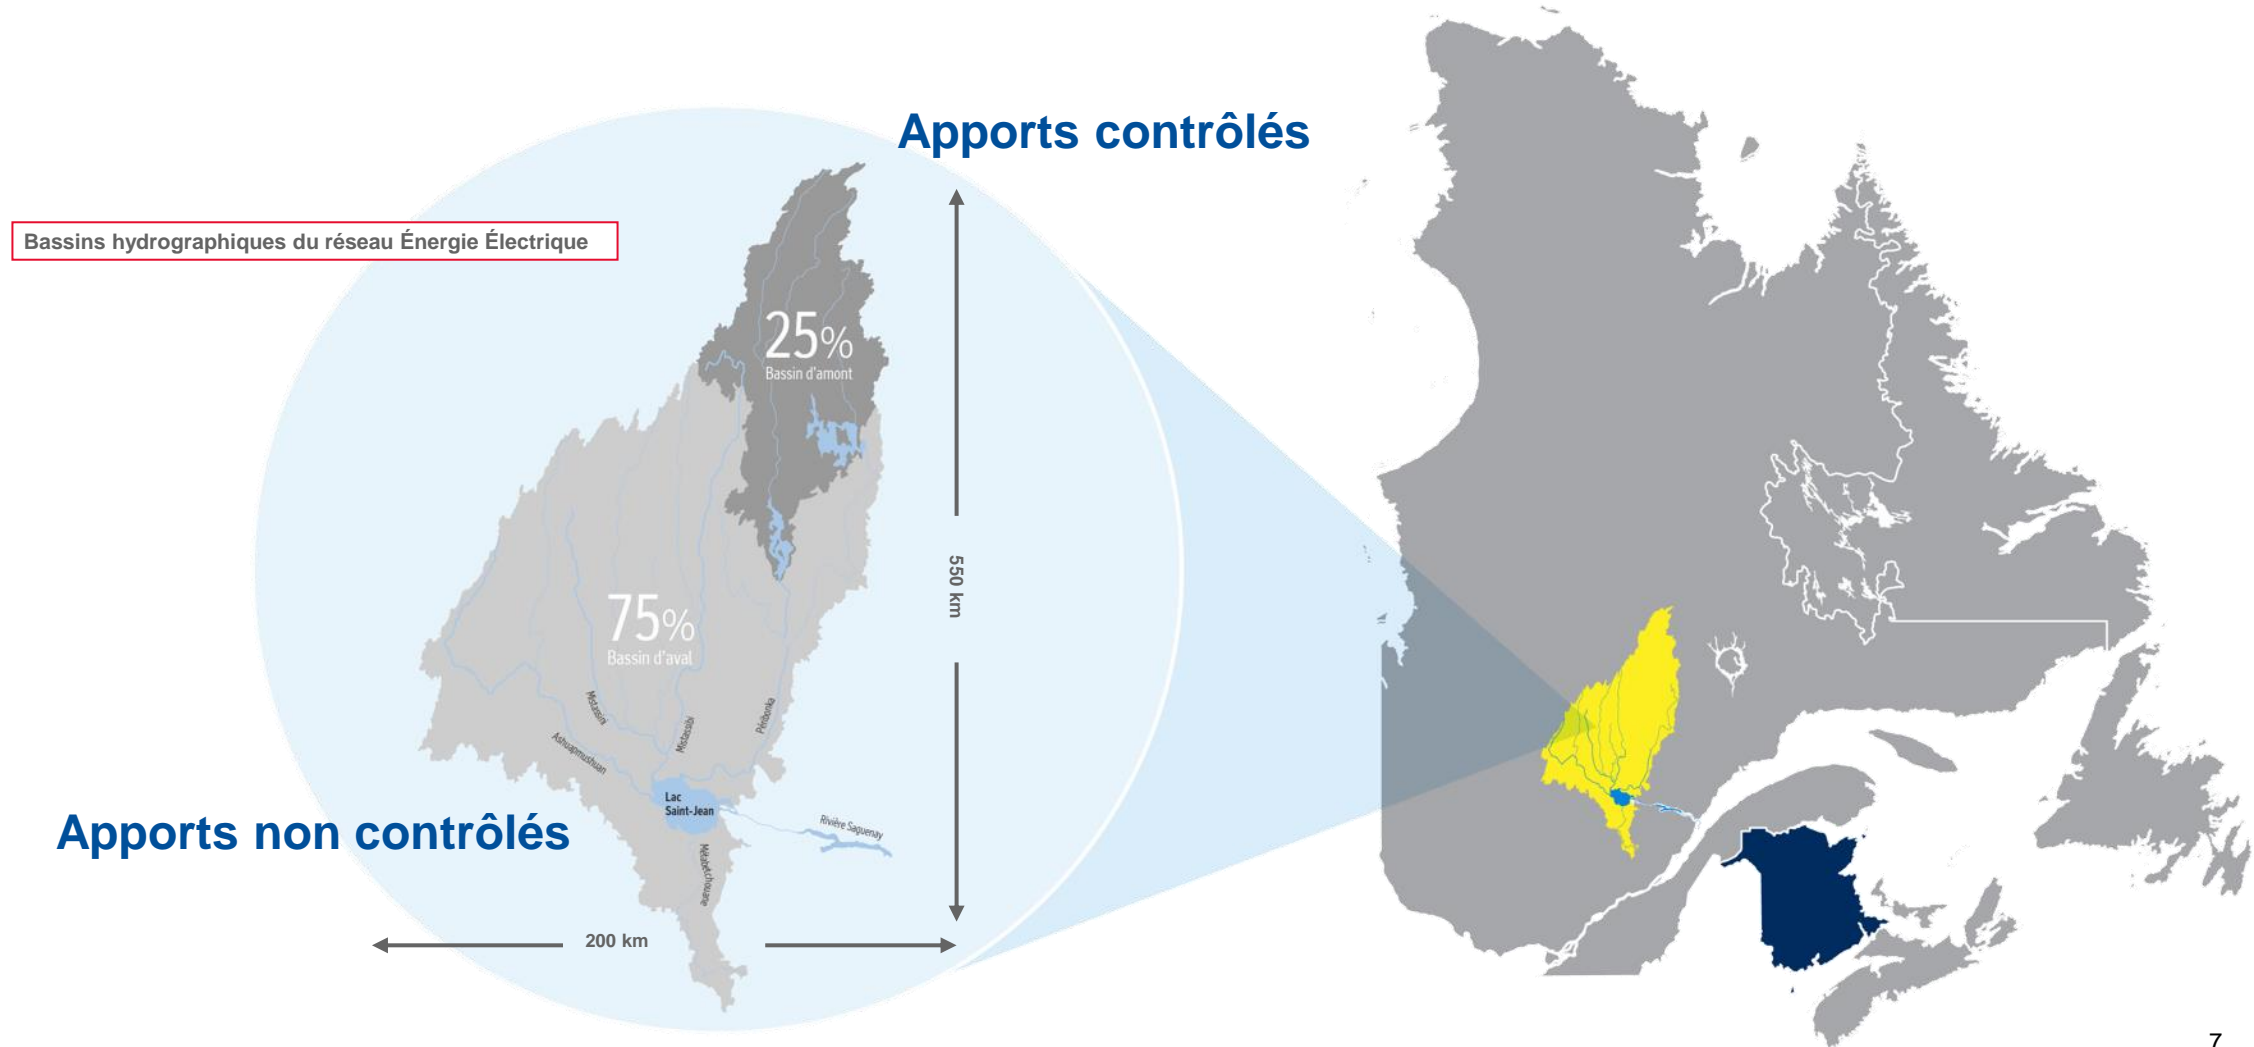 Apports contrôlés
Bassins hydrographiques du réseau Énergie Électrique
25%
Bassin d'amont
550 km
75%
Bassin d'aval
Mistassini
Mistassibi
Péribonka
Ashuapmushuan
Lac
Saint-Jean
Apports non contrôlés
Rivière Saguenay
Métabetchouane
200 km
7